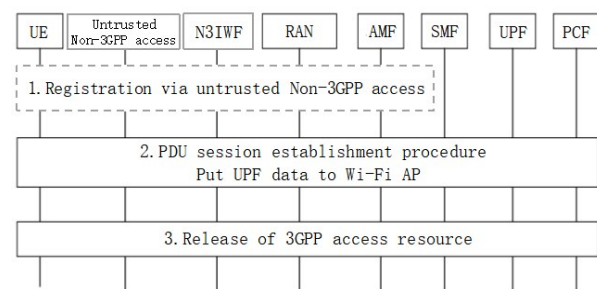 UE
Untrusted
Non-3GPP access
N3IWF
RAN
AMF
SMF
UPF
PCF
1.Registration via untrusted Non-3GPP access
2.PDU session establishment procedure
Put UPF data to Wi-Fi AP
3.Release of 3GPP access resource